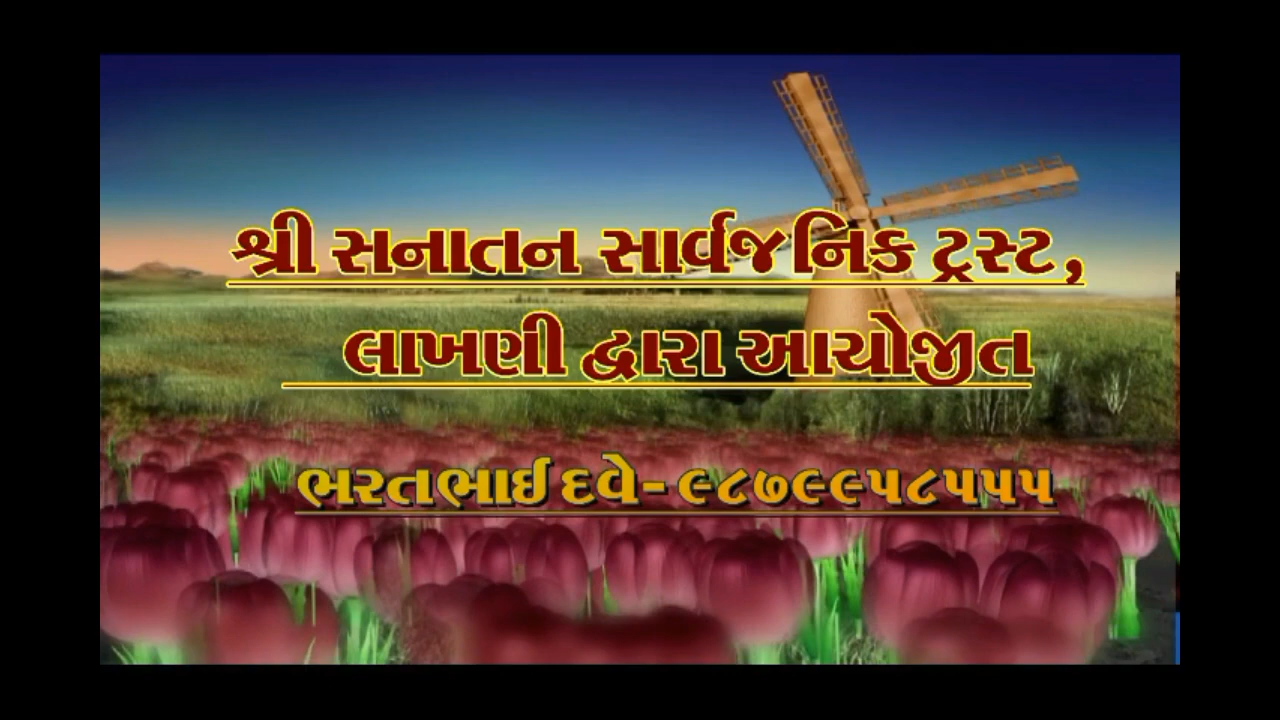 શ્રી સનાતન સાર્વજનિક ટ્રસ્ટ,
લાખણી દ્વારા આયોજીત
ભરતભાઈ દવે- ૯૮૭૯૯૫૮૫૫૫